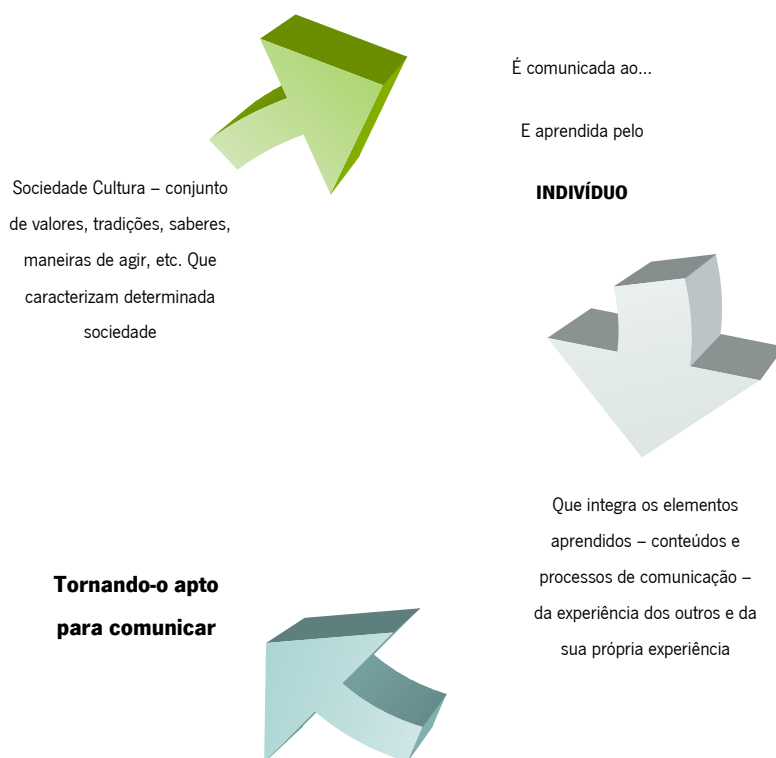 Sociedade Cultura – conjunto
de valores, tradições, saberes,
maneiras de agir, etc. Que
caracterizam determinada
sociedade
É comunicada ao...
E aprendida pelo
INDIVÍDUO
Que integra os elementos
aprendidos – conteúdos e
processos de comunicação –
da experiência dos outros e da
sua própria experiência
Tornando-o apto
para comunicar